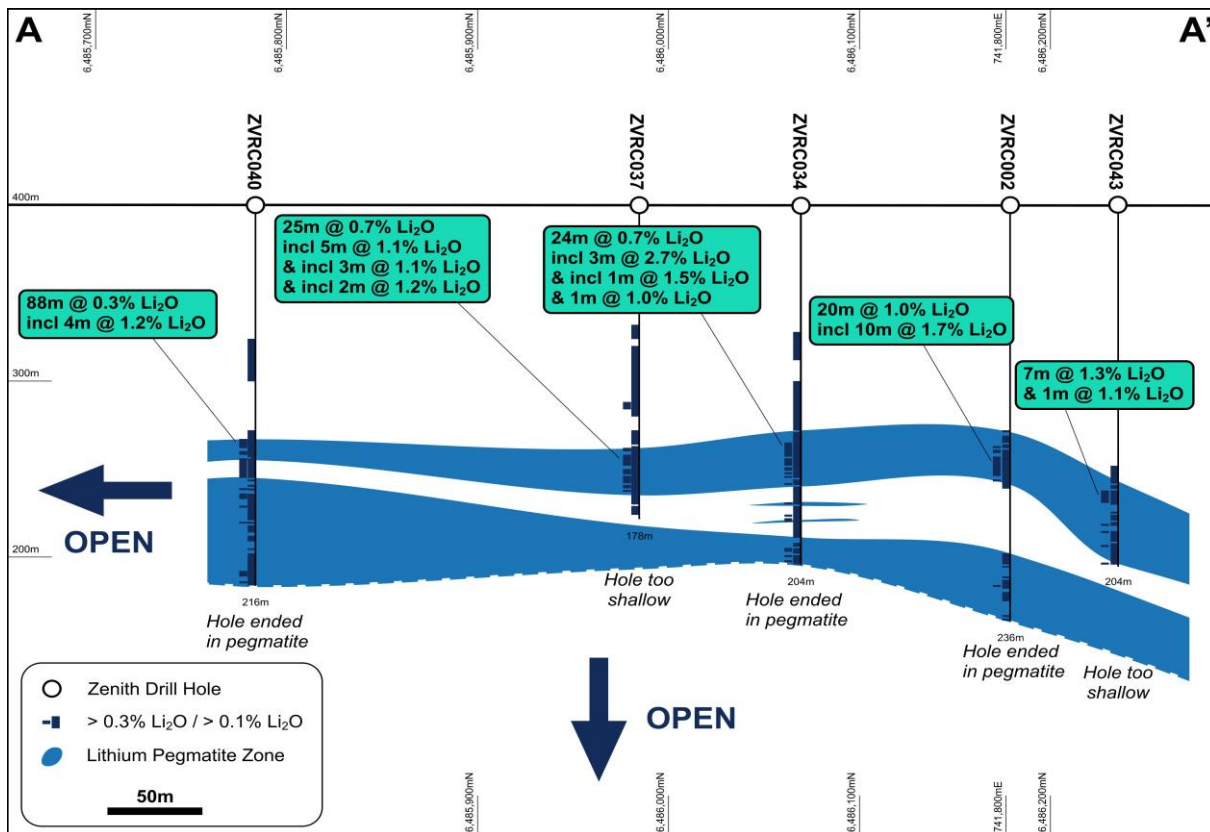 A
A'
6,485,700mN
6,485,800mN
6,485,900mN
6,486,000mN
6,486,100mN
741,800mE
6,486,200mN
ZVRC040
ZVRC037
ZVRC034
ZVRC002
ZVRC043
400m
25m @ 0.7% Li₂O
incl 5m @ 1.1% Li₂O
& incl 3m @ 1.1% Li₂O
& incl 2m @ 1.2% Li₂O
24m @ 0.7% Li₂O
incl 3m @ 2.7% Li₂O
& incl 1m @ 1.5% Li₂O
& 1m @ 1.0% Li₂O
88m @ 0.3% Li₂O
incl 4m @ 1.2% Li₂O
20m @ 1.0% Li₂O
incl 10m @ 1.7% Li₂O
7m @ 1.3% Li₂O
& 1m @ 1.1% Li₂O
300m
OPEN
200m
178m
Hole too
shallow
204m
Hole ended
in pegmatite
204m
216m
Hole ended
in pegmatite
236m
Hole ended
in pegmatite
Hole too
shallow
OPEN
Zenith Drill Hole
> 0.3% Li₂O / > 0.1% Li₂O
Lithium Pegmatite Zone
50m
6,485,900mN
6,486,000mN
6,486,100mN
741,800mE
6,486,200mN